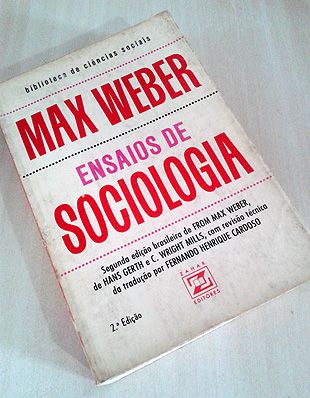 biblioteca de ciências sociais
MAX WEBER
ENSAIOS DE
SOCIOLOGIA
Segunda edição brasileira de FROM MAX WEBER,
de HANS GERTH e C. WRIGHT MILLS, com revisão técnica
da tradução por FERNANDO HENRIQUE CARDOSO
2.ª Edição
ZAHAR
EDITORES